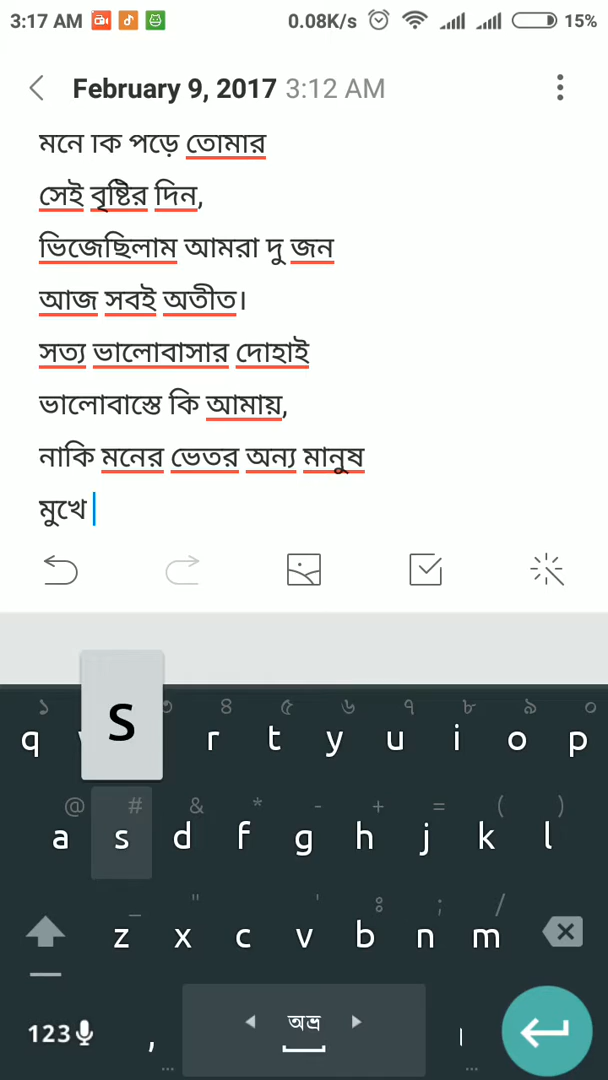 3:17 AM 0.08K/s 15%
February 9, 2017 3:12 AM
মনে কি পড়ে তোমার
সেই বৃষ্টির দিন,
ভিজেছিলাম আমরা দু জন
আজ সবই অতীত।
সত্য ভালোবাসার দোহাই
ভালোবাস্তে কি আমায়,
নাকি মনের ভেতর অন্য মানুষ
মুখে
S
১ ৩ ৪ ৫ ৬ ৭ ৮ ৯ ০
q r t y u i o p
@ # & * - + = ( )
a s d f g h j k l
_ " ' ঃ ; /
z x c v b n m
123 , অভ্র ।